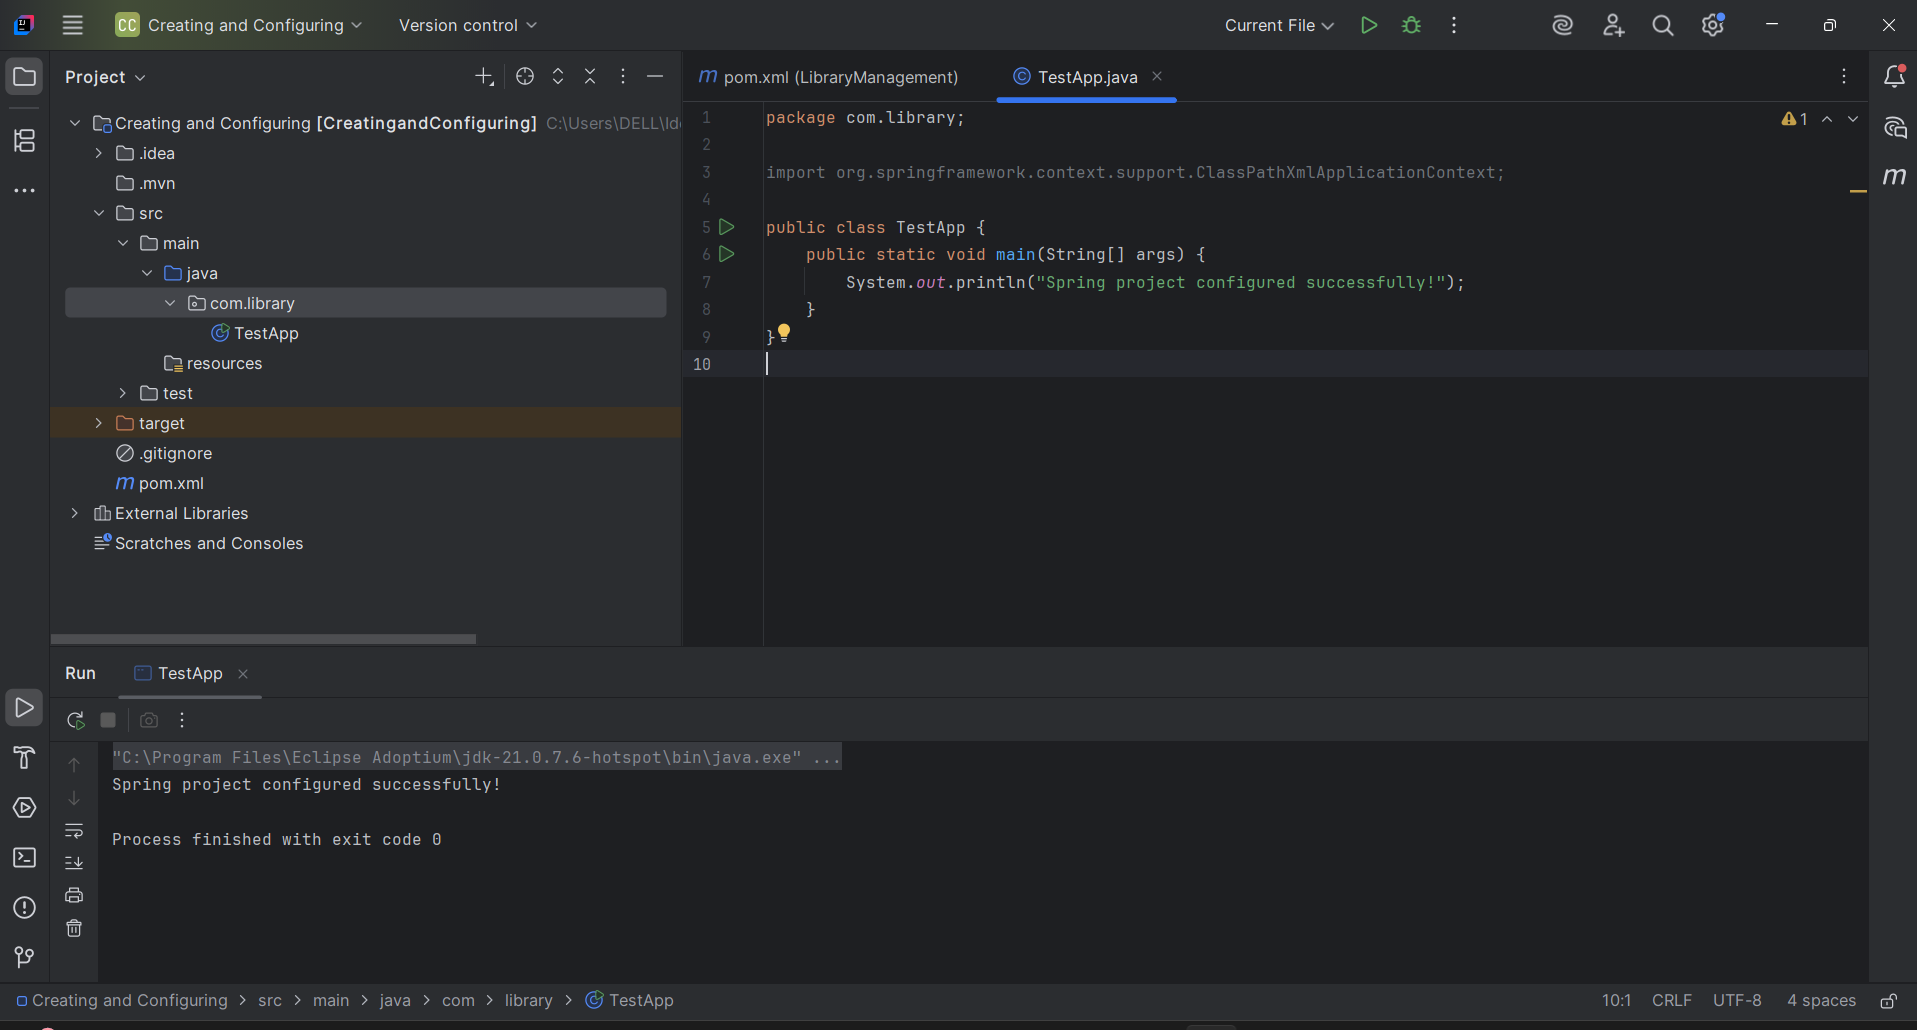 CC Creating and Configuring
Version control
Current File
Project
Creating and Configuring [CreatingandConfiguring] C:\Users\DELL\Ide
.idea
.mvn
src
main
java
com.library
TestApp
resources
test
target
.gitignore
m pom.xml
External Libraries
Scratches and Consoles
m pom.xml (LibraryManagement)
TestApp.java
1 package com.library;
2
3 import org.springframework.context.support.ClassPathXmlApplicationContext;
4
5 public class TestApp {
6 public static void main(String[] args) {
7 System.out.println("Spring project configured successfully!");
8 }
9 }
10
1
m
Run
TestApp
"C:\Program Files\Eclipse Adoptium\jdk-21.0.7.6-hotspot\bin\java.exe" ...
Spring project configured successfully!
Process finished with exit code 0
Creating and Configuring > src > main > java > com > library > TestApp
10:1 CRLF UTF-8 4 spaces